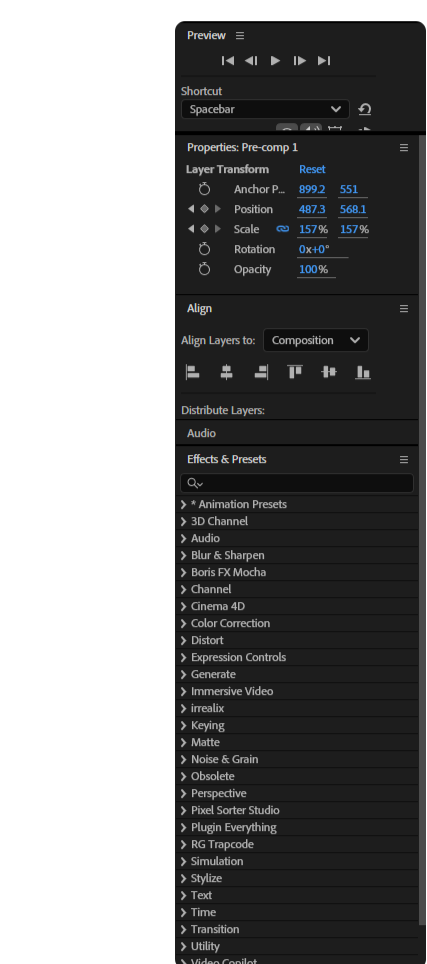 Preview
Shortcut
Spacebar
Properties: Pre-comp 1
Layer Transform Reset
Anchor P... 899.2 551
Position 487.3 568.1
Scale 157% 157%
Rotation 0x+0°
Opacity 100%
Align
Align Layers to: Composition
Distribute Layers:
Audio
Effects & Presets
* Animation Presets
3D Channel
Audio
Blur & Sharpen
Boris FX Mocha
Channel
Cinema 4D
Color Correction
Distort
Expression Controls
Generate
Immersive Video
irrealix
Keying
Matte
Noise & Grain
Obsolete
Perspective
Pixel Sorter Studio
Plugin Everything
RG Trapcode
Simulation
Stylize
Text
Time
Transition
Utility
Video Copilot